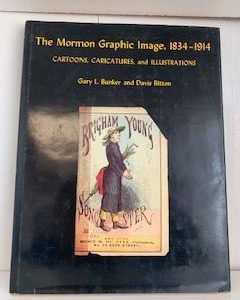 The Mormon Graphic Image, 1834-1914
CARTOONS, CARICATURES, and ILLUSTRATIONS
Gary L. Bunker and Davis Bitton
BRIGHAM YOUNG
SONGSTER